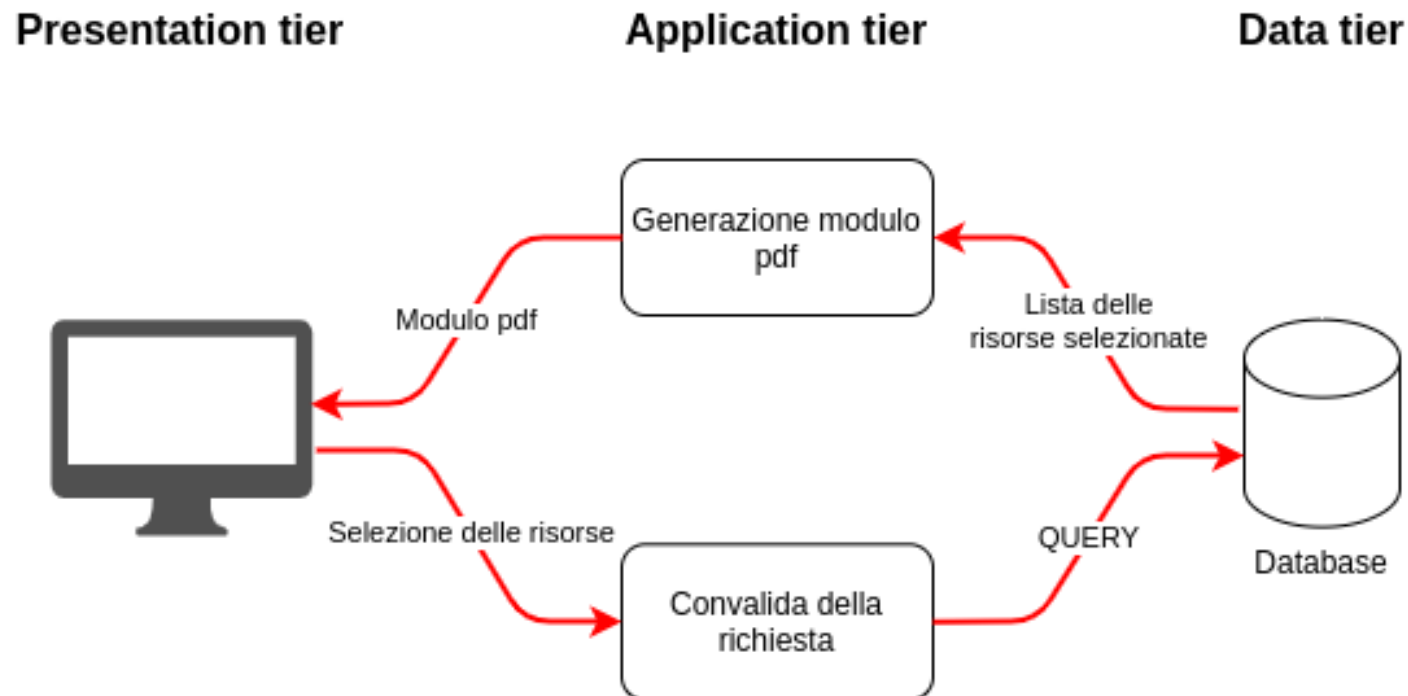 Presentation tier
Application tier
Data tier
Generazione modulo
pdf
Modulo pdf
Lista delle
risorse selezionate
Selezione delle risorse
QUERY
Database
Convalida della
richiesta